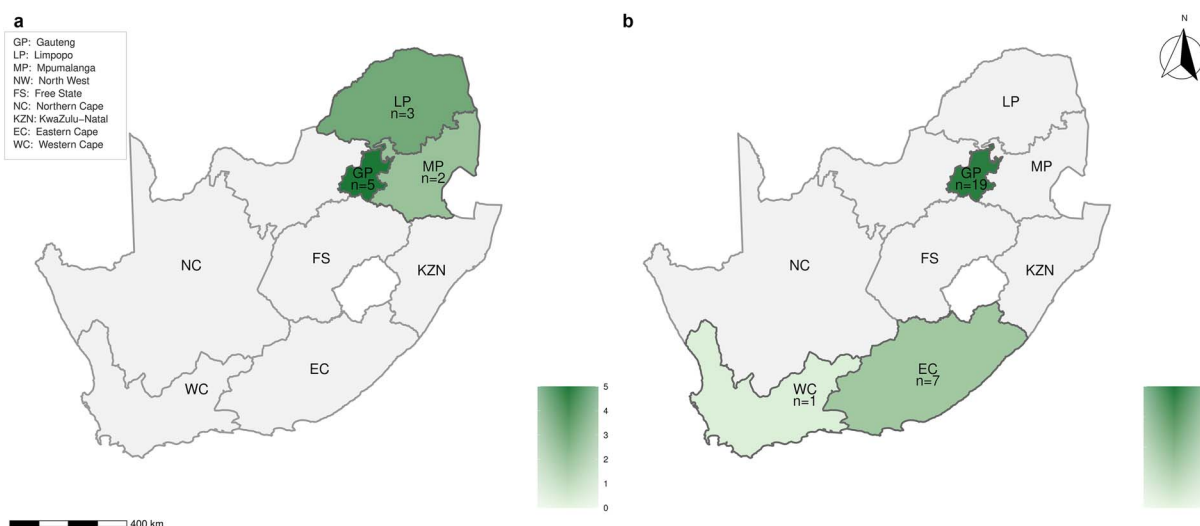 a
GP: Gauteng
LP: Limpopo
MP: Mpumalanga
NW: North West
FS: Free State
NC: Northern Cape
KZN: KwaZulu-Natal
EC: Eastern Cape
WC: Western Cape
LP
n=3
MP
n=2
GP
n=5
NC
FS
KZN
EC
WC
5
4
3
2
1
0
400 km
b
N
LP
MP
GP
n=19
NC
FS
KZN
EC
n=7
WC
n=1